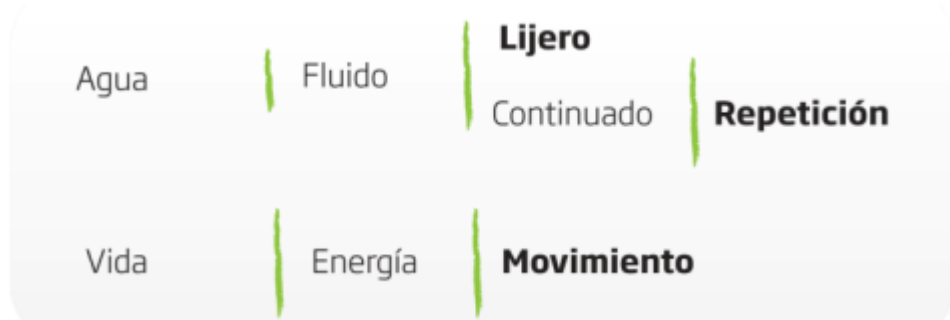 Lijero
Agua Fluido
Continuado Repetición
Vida Energía Movimiento